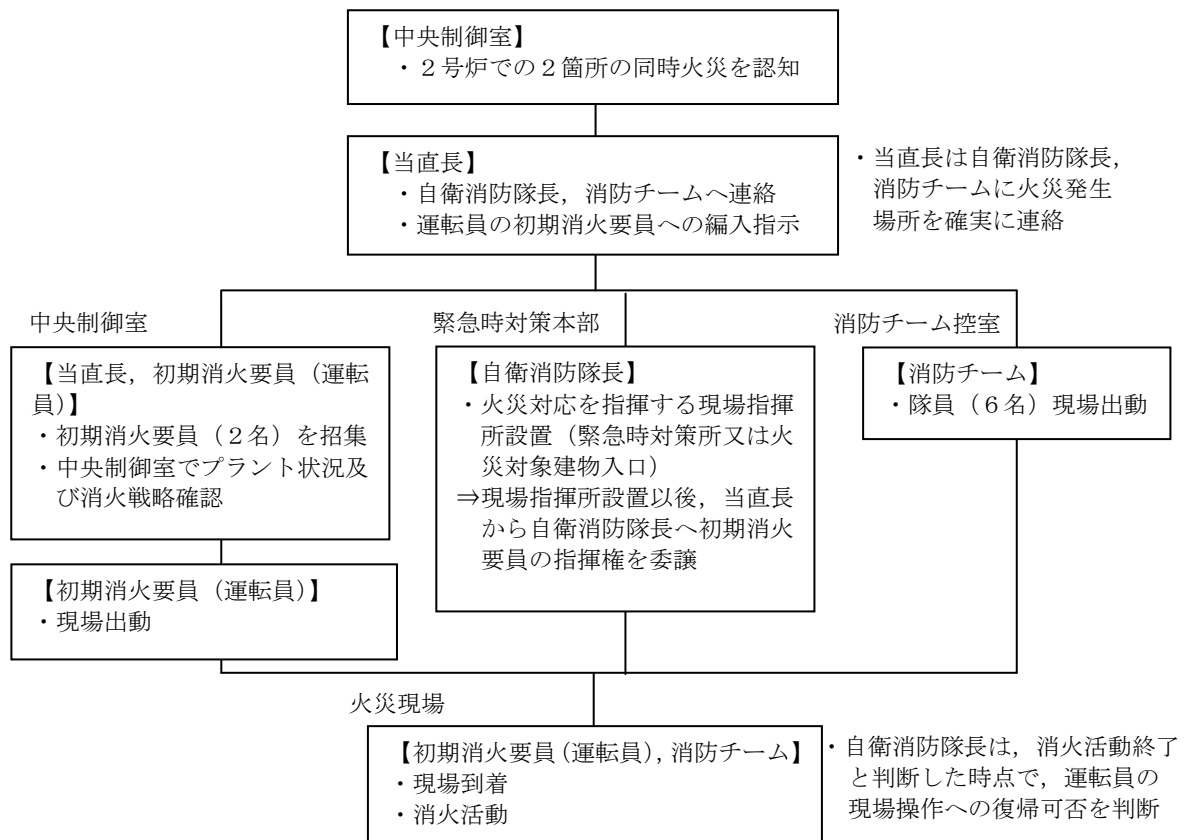 【中央制御室】
・２号炉での２箇所の同時火災を認知
【当直長】
・自衛消防隊長，消防チームへ連絡
・運転員の初期消火要員への編入指示
・当直長は自衛消防隊長，
消防チームに火災発生
場所を確実に連絡
中央制御室
【当直長，初期消火要員（運転
員）】
・初期消火要員（２名）を招集
・中央制御室でプラント状況及
び消火戦略確認
【初期消火要員（運転員）】
・現場出動
緊急時対策本部
【自衛消防隊長】
・火災対応を指揮する現場指揮
所設置（緊急時対策所又は火
災対象建物入口）
⇒現場指揮所設置以後，当直長
から自衛消防隊長へ初期消火
要員の指揮権を委譲
消防チーム控室
【消防チーム】
・隊員（６名）現場出動
火災現場
【初期消火要員（運転員），消防チーム】
・現場到着
・消火活動
・自衛消防隊長は，消火活動終了
と判断した時点で，運転員の
現場操作への復帰可否を判断